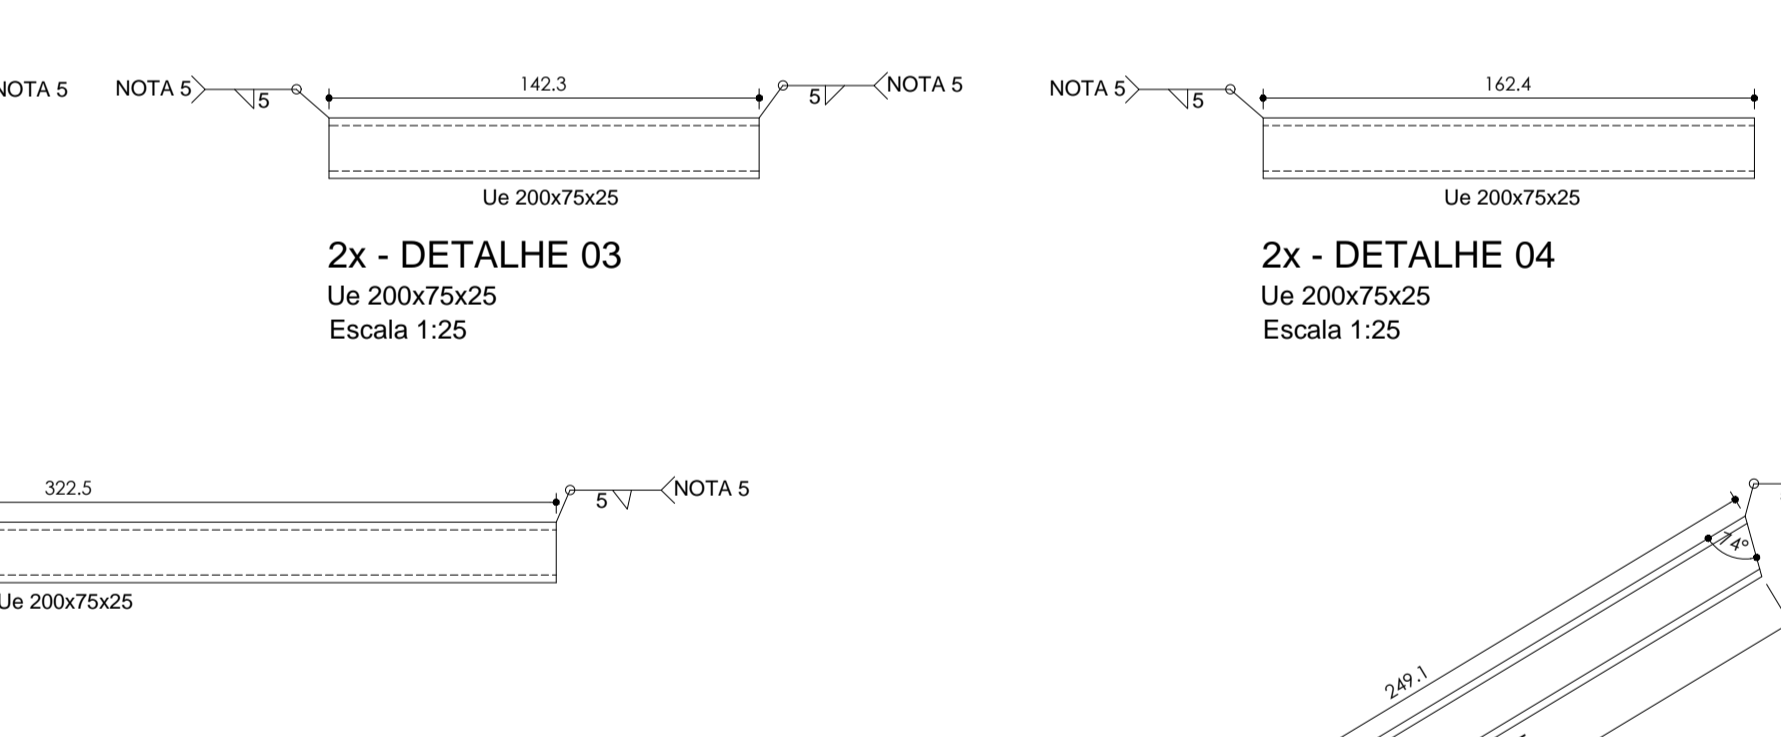 NOTA 5
NOTA 5
5
142.3
5
NOTA 5
NOTA 5
5
162.4
Ue 200x75x25
Ue 200x75x25
2x - DETALHE 03
Ue 200x75x25
Escala 1:25
2x - DETALHE 04
Ue 200x75x25
Escala 1:25
322.5
5
NOTA 5
Ue 200x75x25
74°
249.1